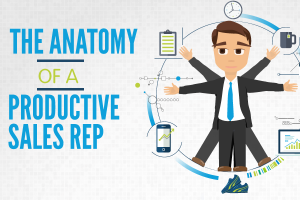 THE ANATOMY
OF A
PRODUCTIVE
SALES REP